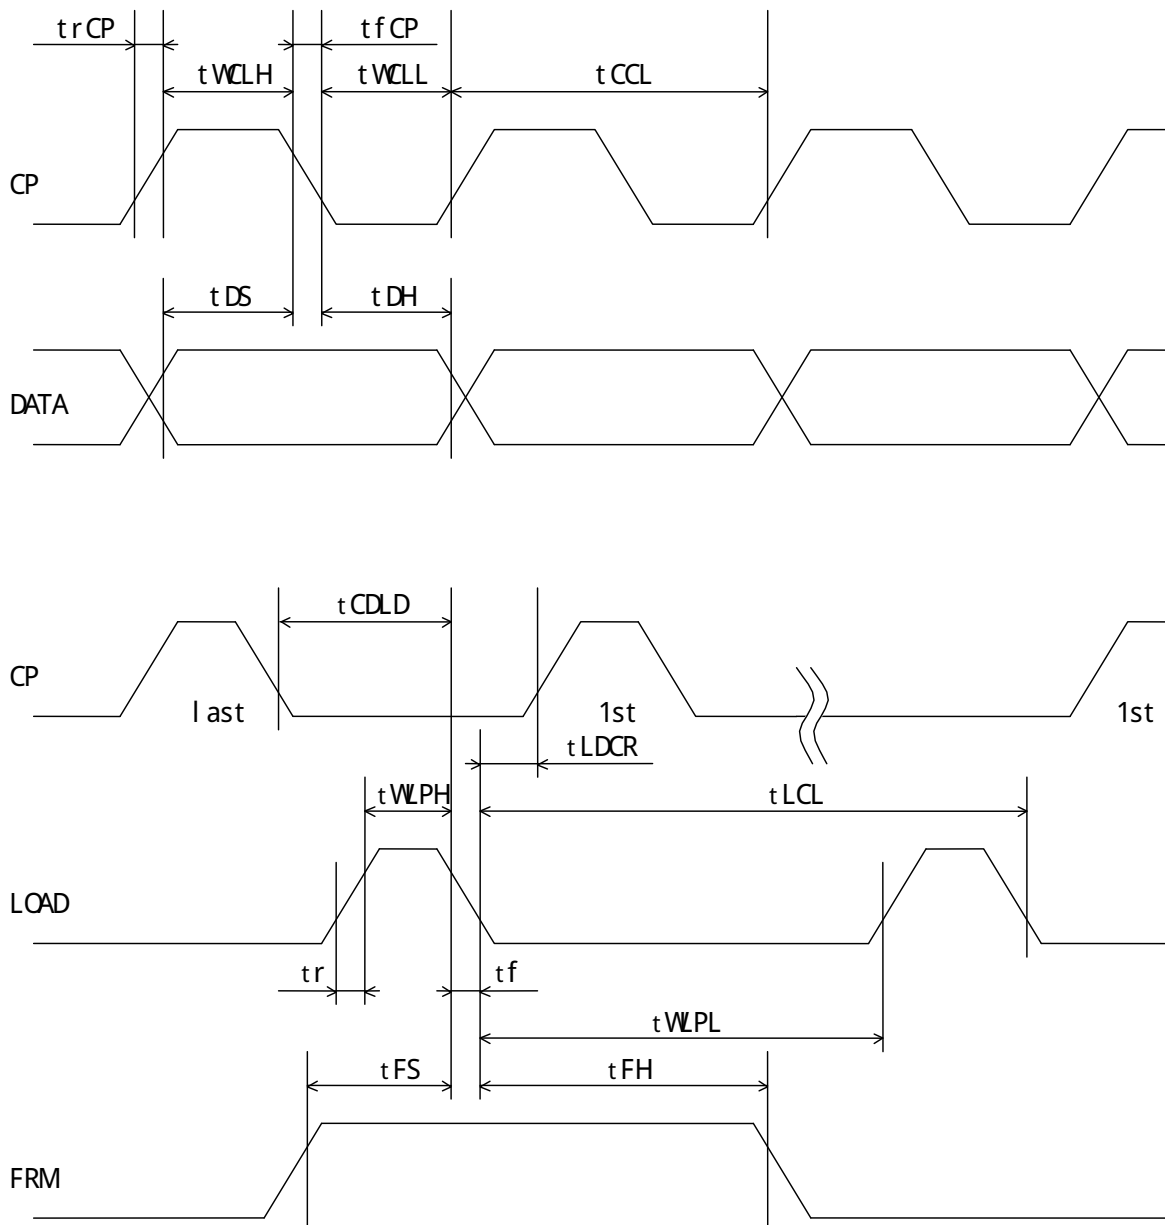 trCP tfCP
tWCLH tWCLL tCCL
CP
tDS tDH
DATA
tCDLD
CP
last 1st 1st
tLDCR
tWLPH tLCL
LOAD
tr tf
tWLPL
tFS tFH
FRM